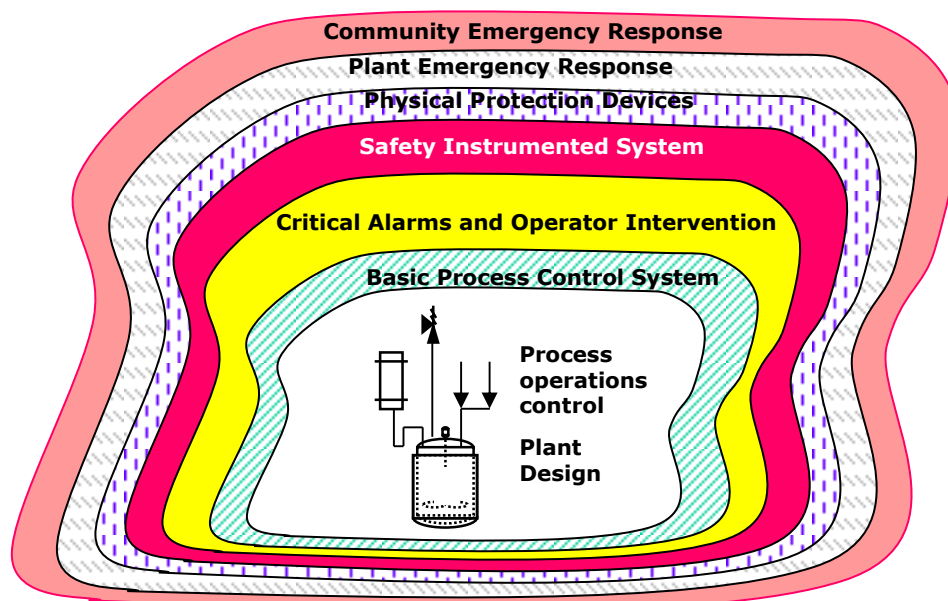 Community Emergency Response
Plant Emergency Response
Physical Protection Devices
Safety Instrumented System
Critical Alarms and Operator Intervention
Basic Process Control System
Process
operations
control
Plant
Design